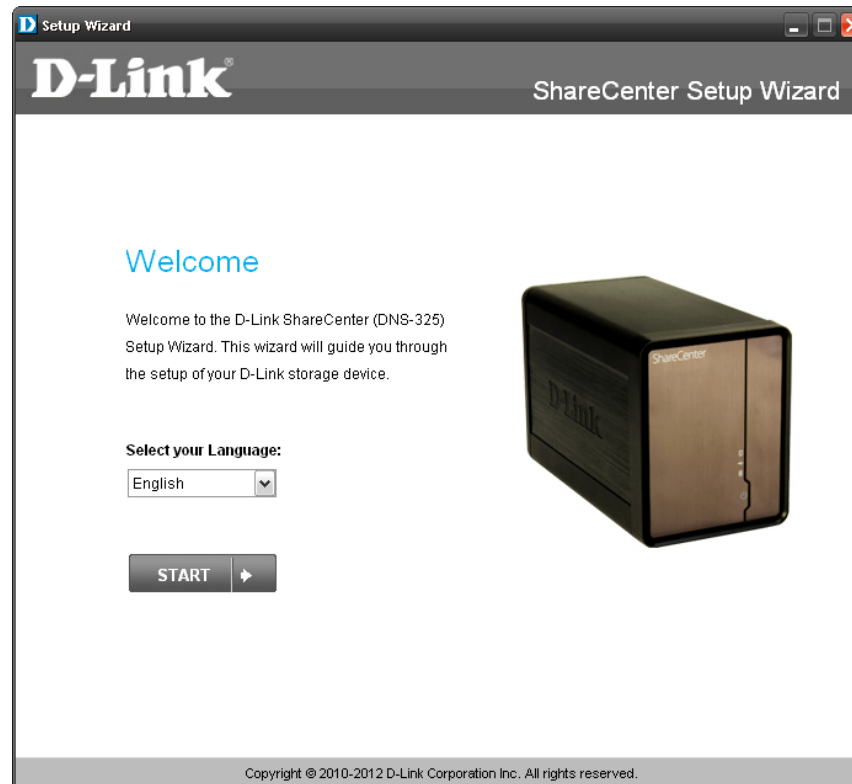 Setup Wizard
D-Link®
ShareCenter Setup Wizard
Welcome
Welcome to the D-Link ShareCenter (DNS-325)
Setup Wizard. This wizard will guide you through
the setup of your D-Link storage device.
Select your Language:
English
START
ShareCenter
D-Link
Copyright © 2010-2012 D-Link Corporation Inc. All rights reserved.